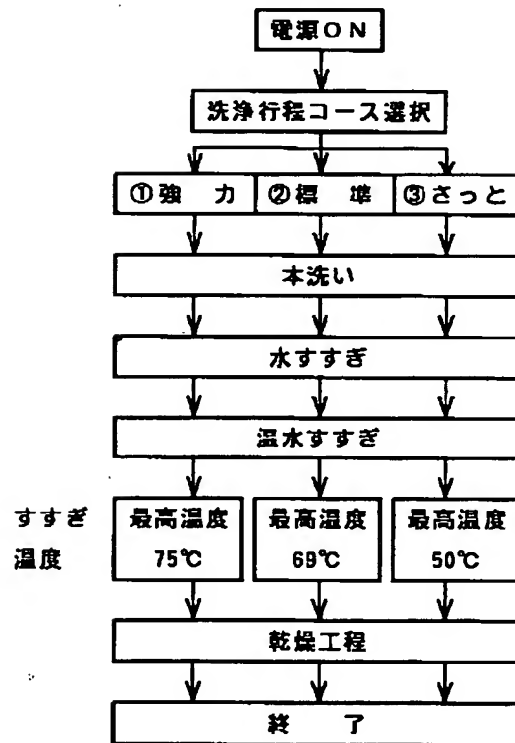 電源ON
洗浄行程コース選択
①強　力 ②標　準 ③さっと
本洗い
水すすぎ
温水すすぎ
すすぎ 最高温度 最高温度 最高温度
温度 75℃ 69℃ 50℃
乾燥工程
終　了